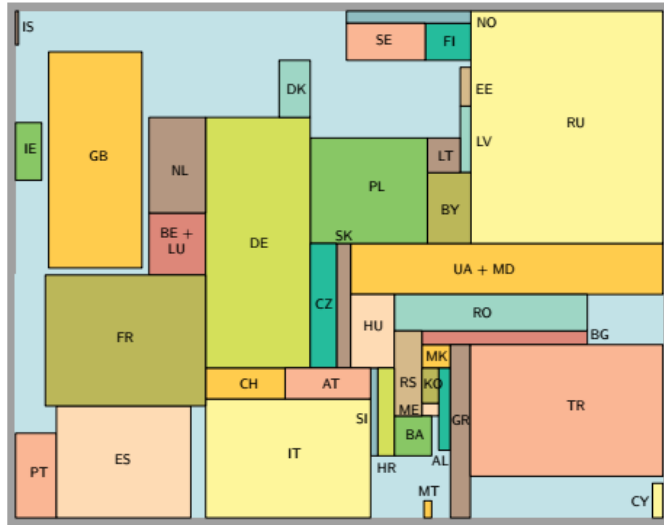 IS
NO
SE
FI
DK
EE
RU
IE
GB
NL
PL
LT
LV
BE +
LU
DE
SK
BY
CZ
UA + MD
FR
HU
RO
BG
CH
AT
RS
MK
KO
ME
TR
SI
GR
BA
IT
ES
PT
HR
AL
MT
CY